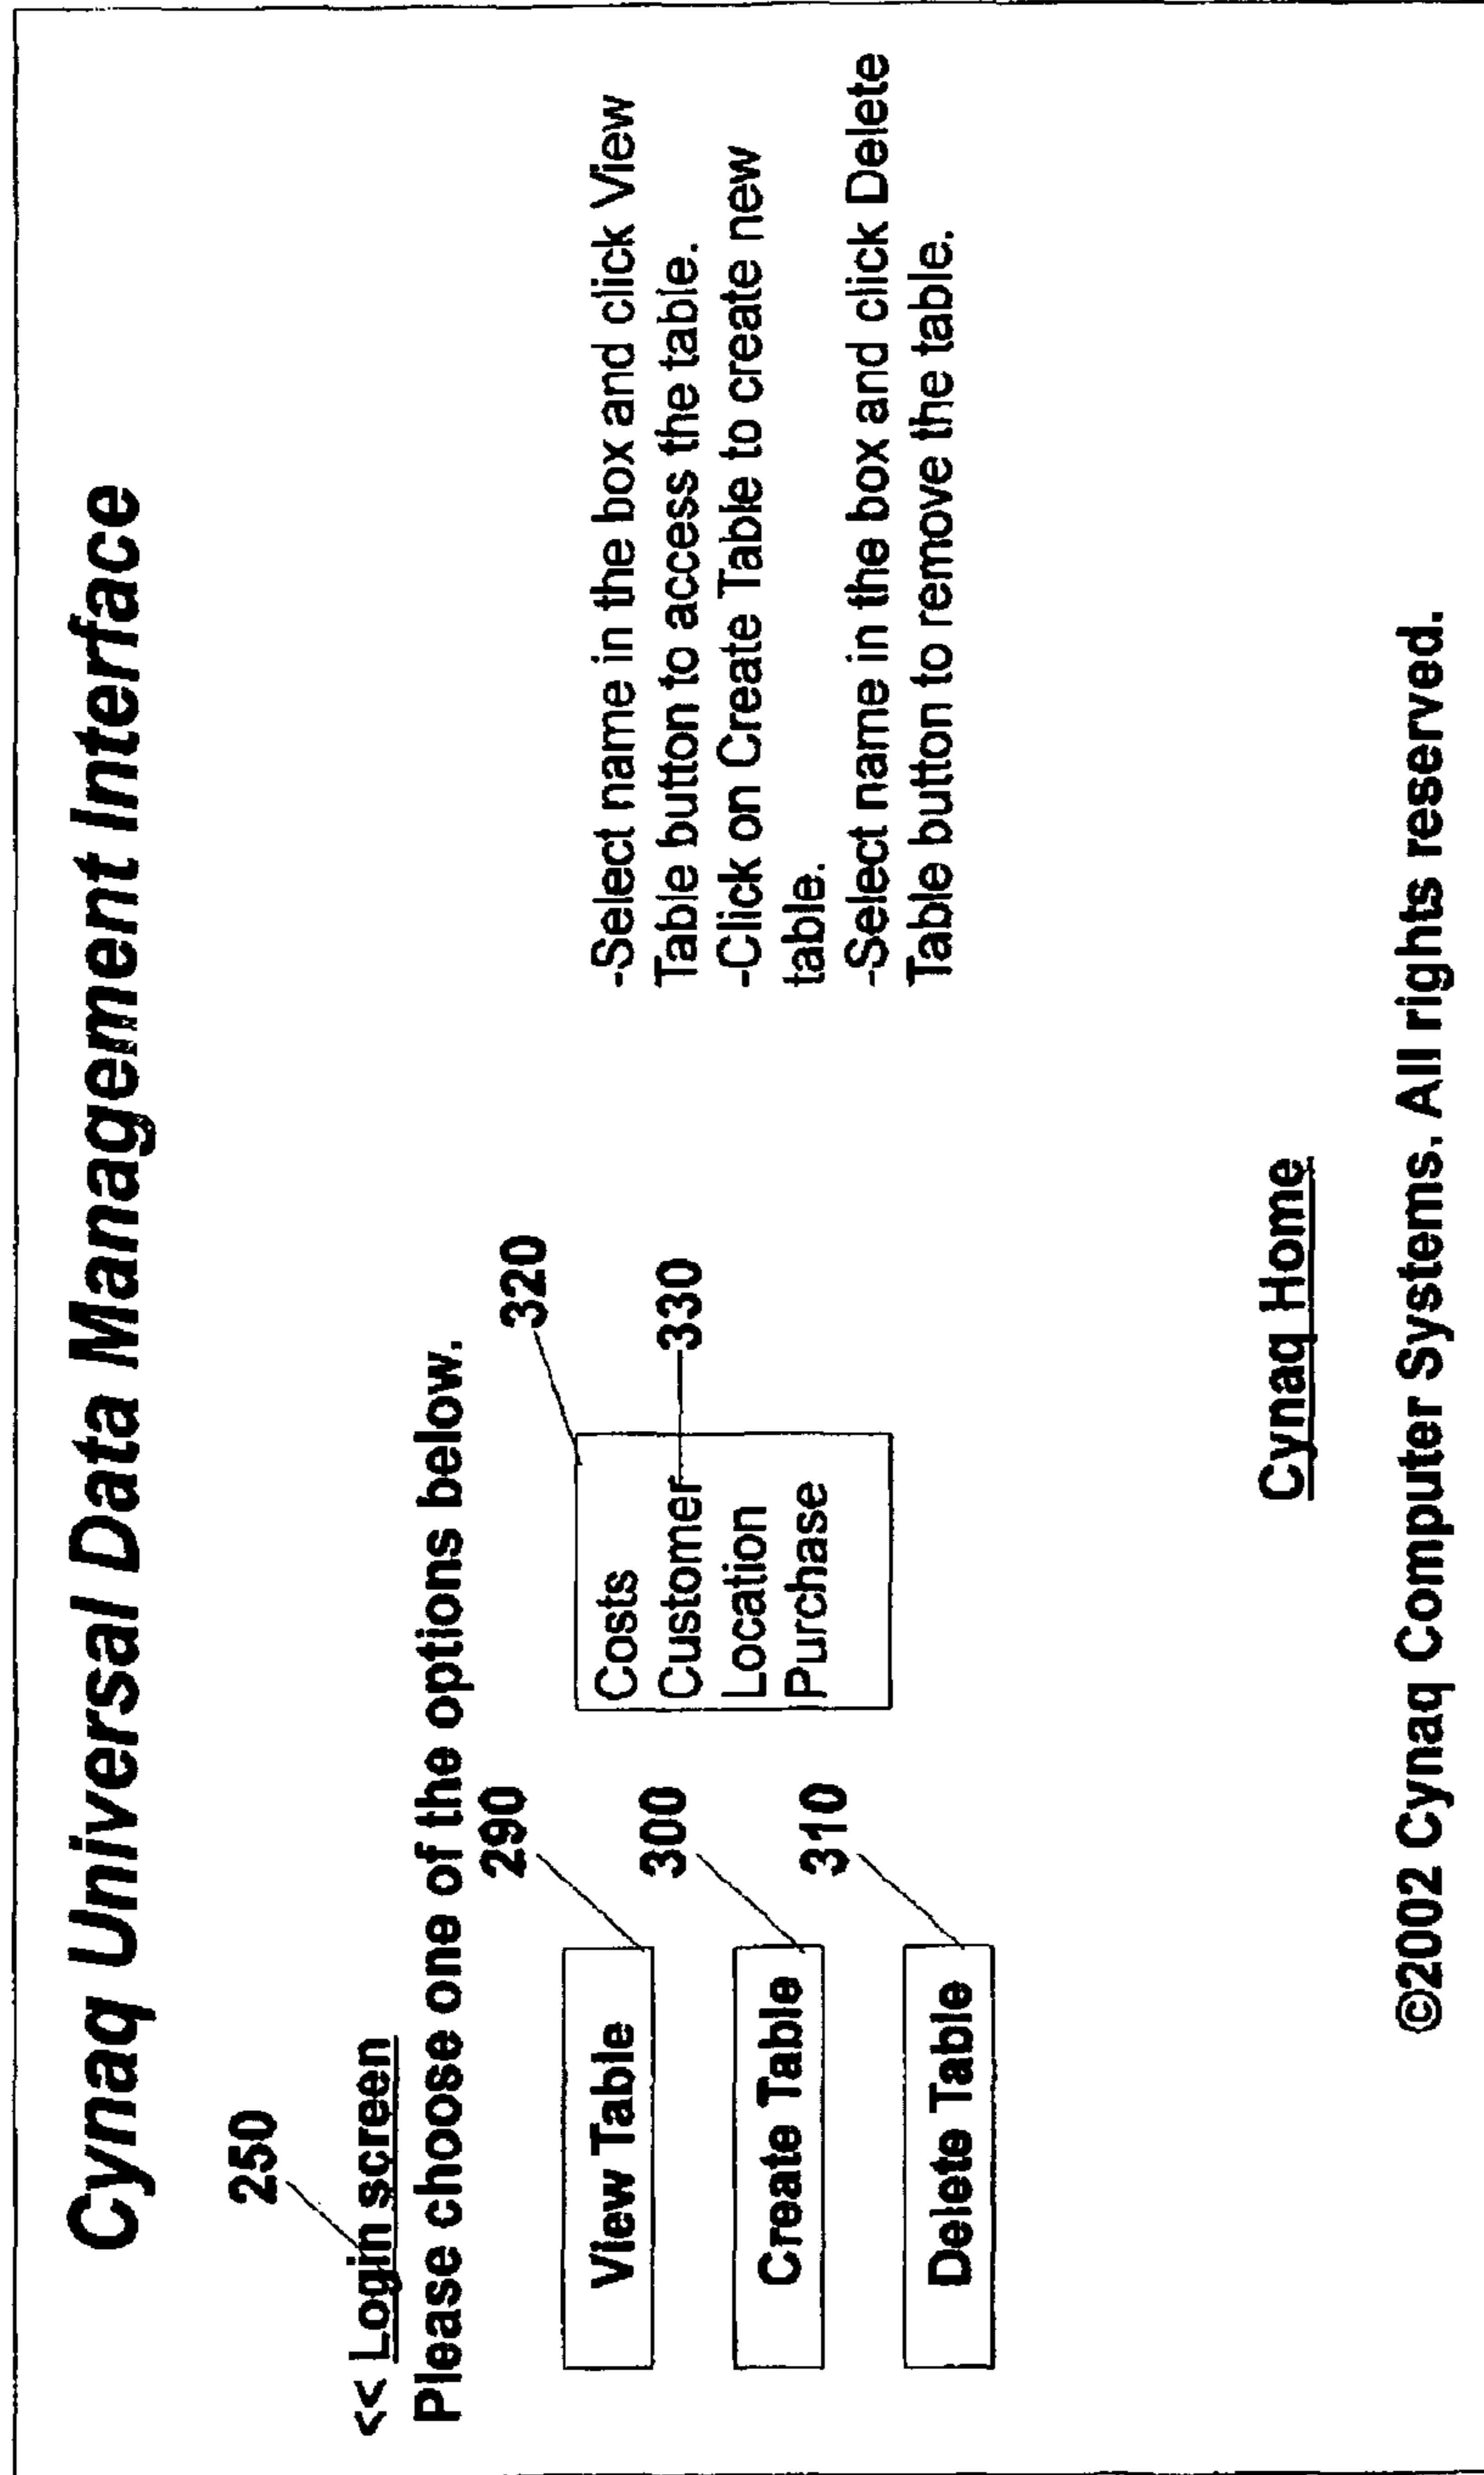 Cynaq Universal Data Management Interface
250
<< Login screen
Please choose one of the options below.
290
View Table
300
Create Table
310
Delete Table
320
Costs
Customer
330
Location
Purchase
-Select name in the box and click View
Table button to access the table.
-Click on Create Table to create new
table.
-Select name in the box and click Delete
Table button to remove the table.
Cynaq Home
©2002 Cynaq Computer Systems. All rights reserved.